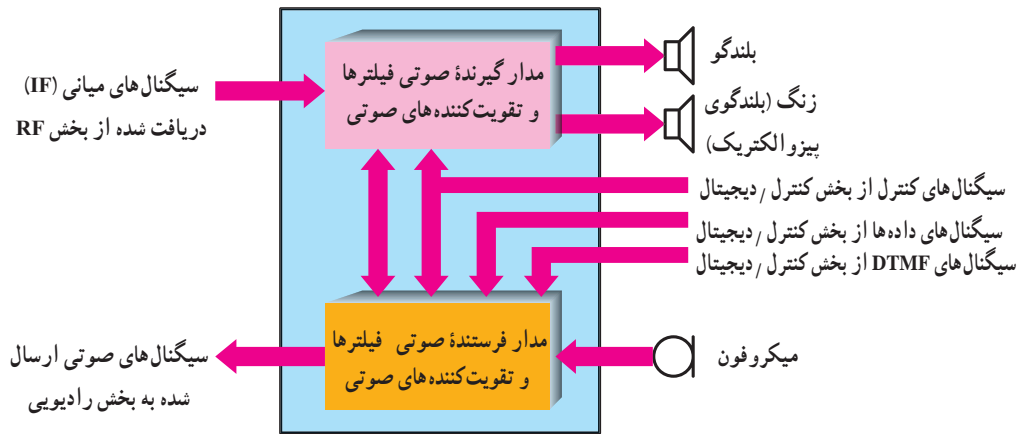 بلندگو
مدار گیرندهٔ صوتی فیلترها
و تقویت‌کننده‌های صوتی
زنگ (بلندگوی
پیزوالکتریک)
سیگنال‌های میانی (IF)
دریافت شده از بخش RF
سیگنال‌های کنترل از بخش کنترل / دیجیتال
سیگنال‌های داده‌ها از بخش کنترل / دیجیتال
سیگنال‌های DTMF از بخش کنترل / دیجیتال
میکروفون
مدار فرستندهٔ صوتی فیلترها
و تقویت‌کننده‌های صوتی
سیگنال‌های صوتی ارسال
شده به بخش رادیویی